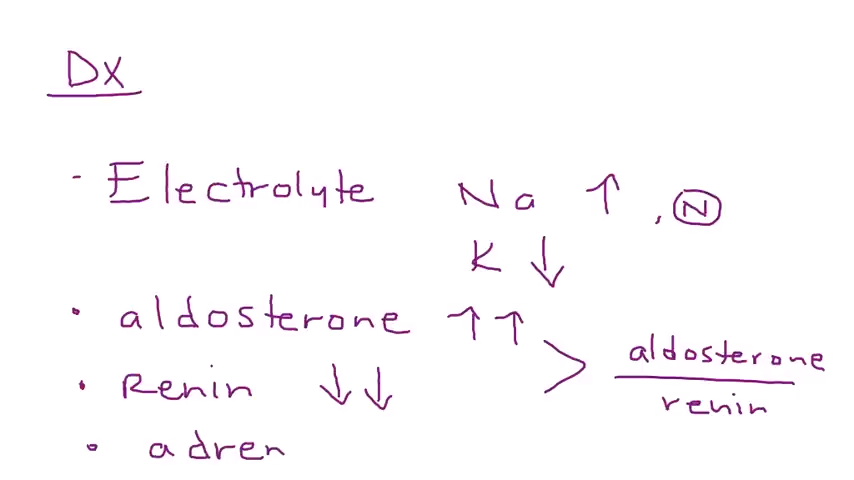 Dx
- Electrolyte Na ↑ , Ⓝ
K ↓
• aldosterone ↑↑
> aldosterone / renin
• Renin ↓↓
• adren